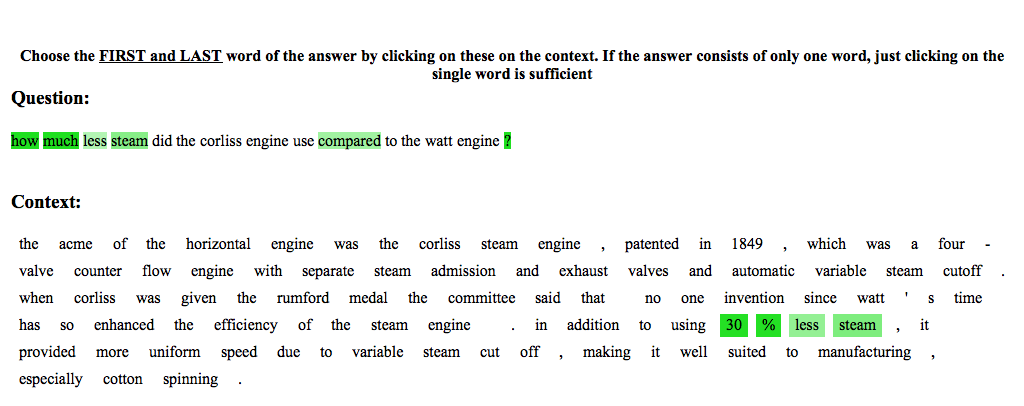 Choose the FIRST and LAST word of the answer by clicking on these on the context. If the answer consists of only one word, just clicking on the
single word is sufficient
Question:
how much less steam did the corliss engine use compared to the watt engine ?
Context:
the acme of the horizontal engine was the corliss steam engine , patented in 1849 , which was a four -
valve counter flow engine with separate steam admission and exhaust valves and automatic variable steam cutoff .
when corliss was given the rumford medal the committee said that no one invention since watt ' s time
has so enhanced the efficiency of the steam engine . in addition to using 30 % less steam , it
provided more uniform speed due to variable steam cut off , making it well suited to manufacturing ,
especially cotton spinning .